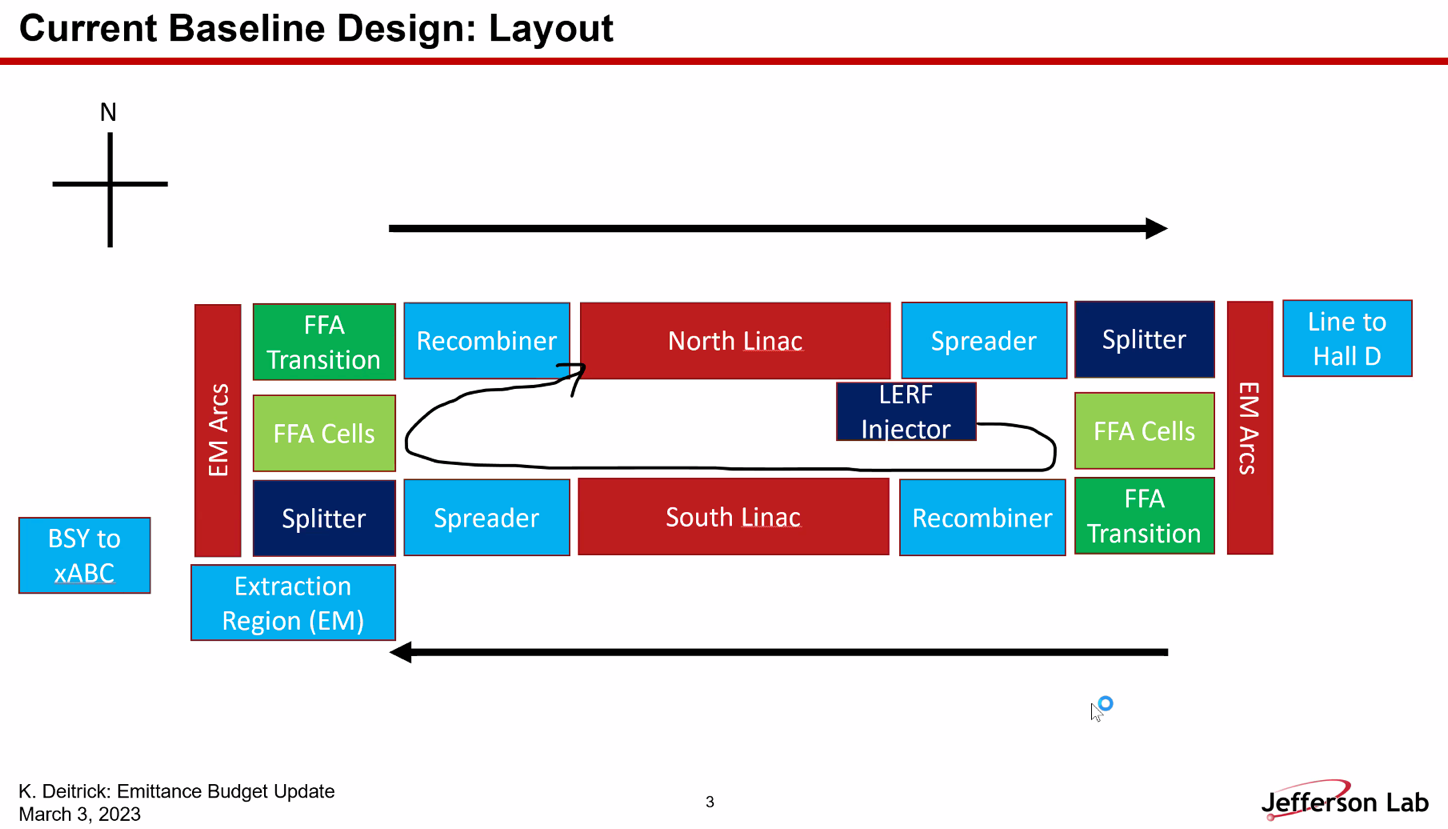 Current Baseline Design: Layout
N
FFA
Transition
Recombiner
North Linac
Spreader
Splitter
Line to
Hall D
EM Arcs
FFA Cells
LERF
Injector
FFA Cells
EM Arcs
Splitter
Spreader
South Linac
Recombiner
FFA
Transition
BSY to
xABC
Extraction
Region (EM)
K. Deitrick: Emittance Budget Update
March 3, 2023
3
Jefferson Lab